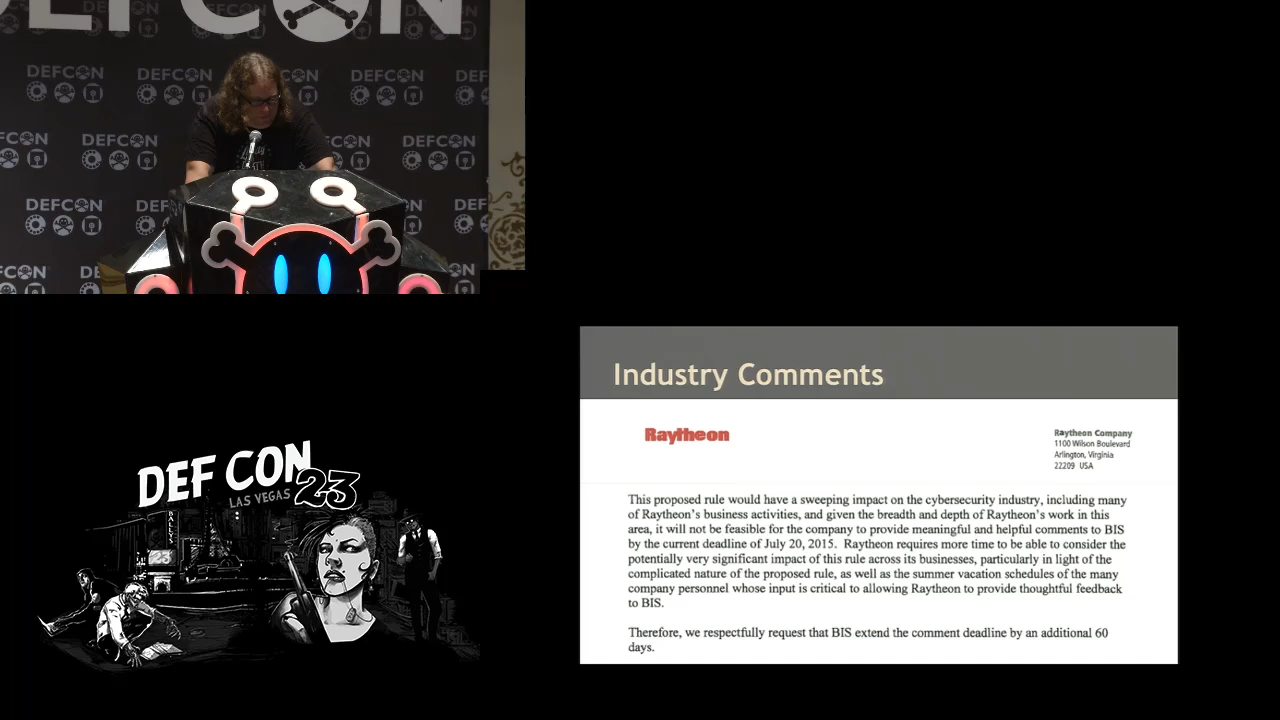 DEFCON
DEFCON DEFCON DEFCON DEF
DEFCON DEFCON
DEFCON DEF DEF
DEFCON
DEF CON 23
LAS VEGAS
BALLYS
Industry Comments
Raytheon
Raytheon Company
1100 Wilson Boulevard
Arlington, Virginia
22209 USA
This proposed rule would have a sweeping impact on the cybersecurity industry, including many
of Raytheon's business activities, and given the breadth and depth of Raytheon's work in this
area, it will not be feasible for the company to provide meaningful and helpful comments to BIS
by the current deadline of July 20, 2015. Raytheon requires more time to be able to consider the
potentially very significant impact of this rule across its businesses, particularly in light of the
complicated nature of the proposed rule, as well as the summer vacation schedules of the many
company personnel whose input is critical to allowing Raytheon to provide thoughtful feedback
to BIS.
Therefore, we respectfully request that BIS extend the comment deadline by an additional 60
days.